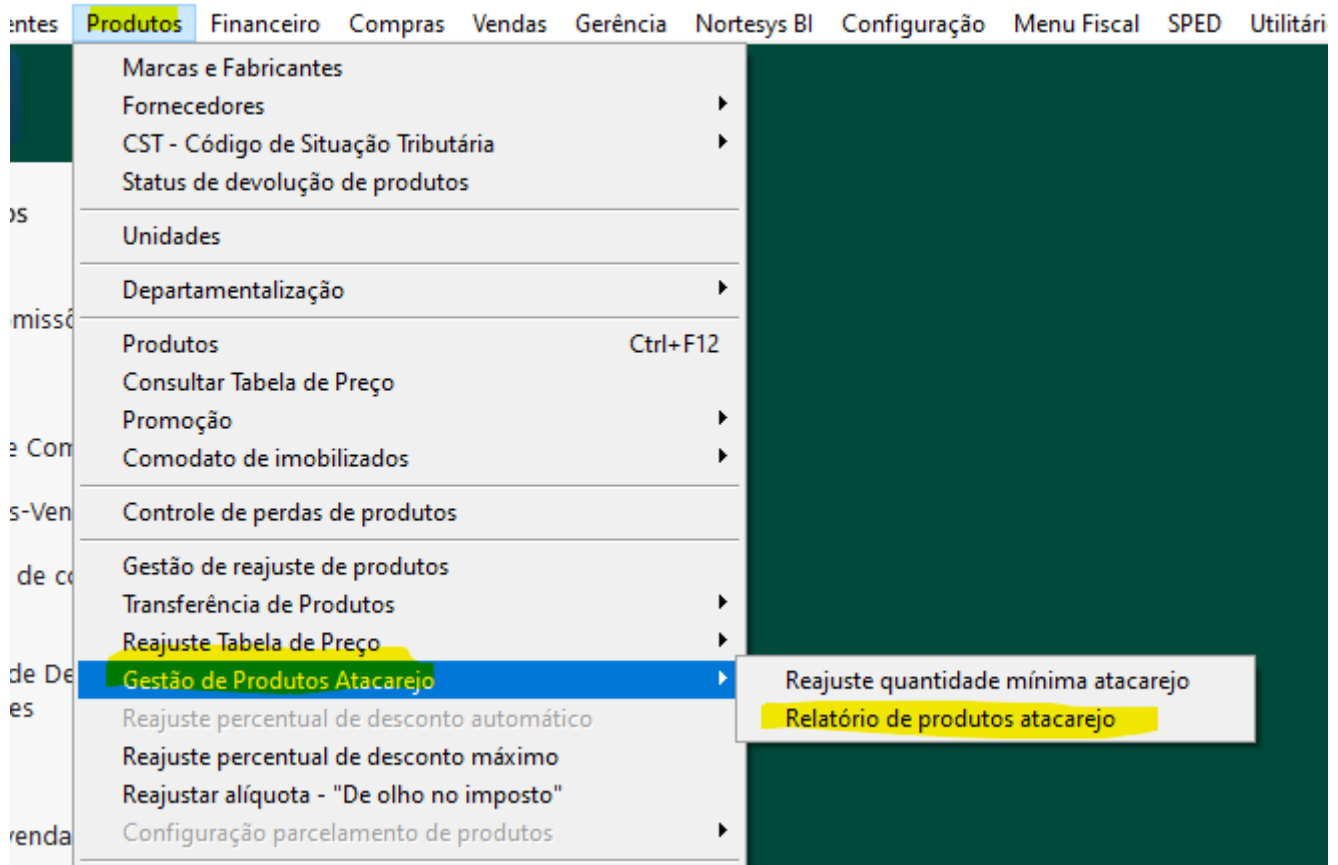 Produtos Financeiro Compras Vendas Gerência Nortesys BI Configuração Menu Fiscal SPED
Marcas e Fabricantes
Fornecedores
CST - Código de Situação Tributária
Status de devolução de produtos
Unidades
Departamentalização
Produtos Ctrl+F12
Consultar Tabela de Preço
Promoção
Comodato de imobilizados
Controle de perdas de produtos
Gestão de reajuste de produtos
Transferência de Produtos
Reajuste Tabela de Preço
Gestão de Produtos Atacarejo
Reajuste quantidade mínima atacarejo
Reajuste percentual de desconto automático
Relatório de produtos atacarejo
Reajuste percentual de desconto máximo
Reajustar alíquota - "De olho no imposto"
Configuração parcelamento de produtos